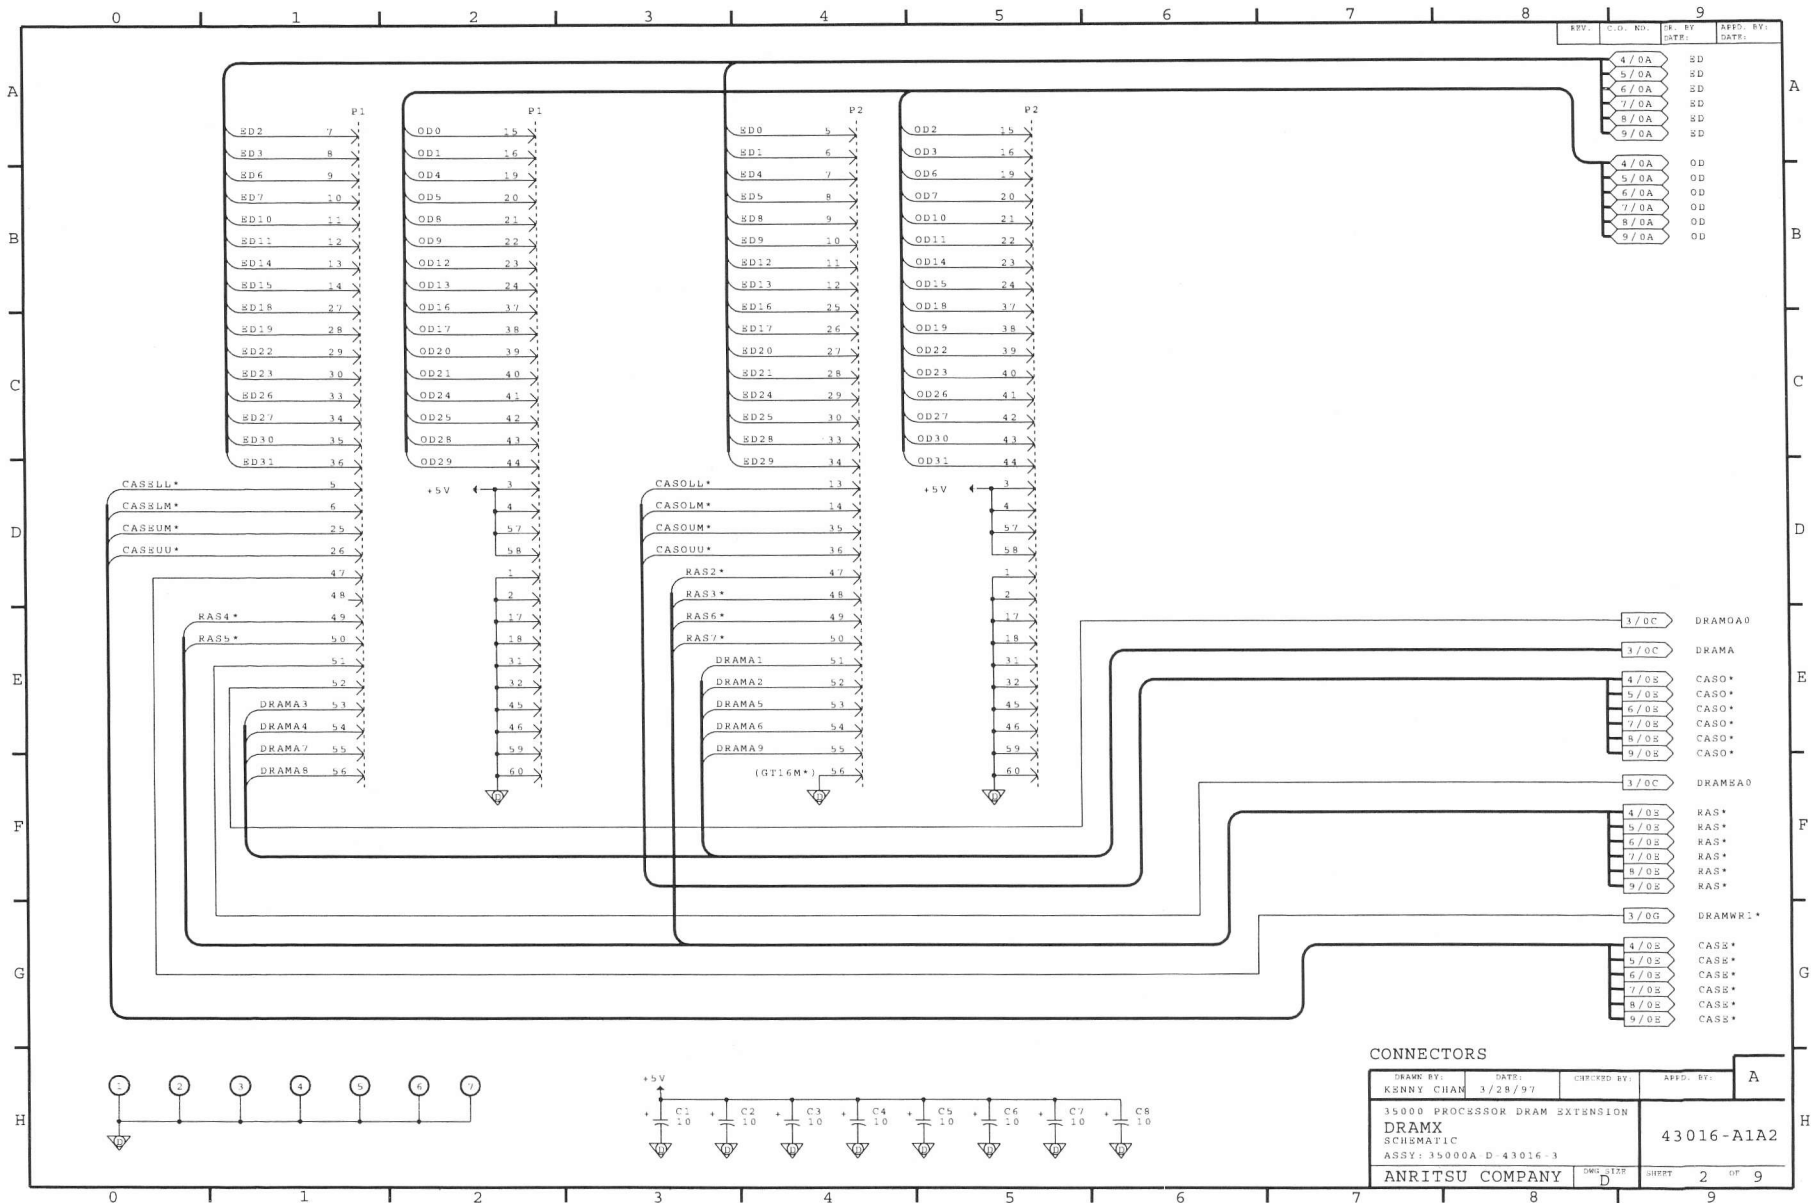 0 1 2 3 4 5 6 7 8 9
REV. C.O. NO. DR. BY DATE: APPD. BY: DATE:
A A
B B
C C
D D
E E
F F
G G
H H
P1
ED2 7
ED3 8
ED6 9
ED7 10
ED10 11
ED11 12
ED14 13
ED15 14
ED18 27
ED19 28
ED22 29
ED23 30
ED26 33
ED27 34
ED30 35
ED31 36
CASELL* 5
CASELM* 6
CASEUM* 25
CASEUU* 26
47
48
RAS4* 49
RAS5* 50
51
52
DRAMA3 53
DRAMA4 54
DRAMA7 55
DRAMA8 56
P1
OD0 15
OD1 16
OD4 19
OD5 20
OD8 21
OD9 22
OD12 23
OD13 24
OD16 37
OD17 38
OD20 39
OD21 40
OD24 41
OD25 42
OD28 43
OD29 44
+5V 3
4
57
58
1
2
17
18
31
32
45
46
59
60
D
P2
ED0 5
ED1 6
ED4 7
ED5 8
ED8 9
ED9 10
ED12 11
ED13 12
ED16 25
ED17 26
ED20 27
ED21 28
ED24 29
ED25 30
ED28 33
ED29 34
CASOLL* 13
CASOLM* 14
CASOUM* 35
CASOUU* 36
RAS2* 47
RAS3* 48
RAS6* 49
RAS7* 50
DRAMA1 51
DRAMA2 52
DRAMA5 53
DRAMA6 54
DRAMA9 55
(GT16M*) 56
D
P2
OD2 15
OD3 16
OD6 19
OD7 20
OD10 21
OD11 22
OD14 23
OD15 24
OD18 37
OD19 38
OD22 39
OD23 40
OD26 41
OD27 42
OD30 43
OD31 44
+5V 3
4
57
58
1
2
17
18
31
32
45
46
59
60
D
4/0A ED
5/0A ED
6/0A ED
7/0A ED
8/0A ED
9/0A ED
4/0A OD
5/0A OD
6/0A OD
7/0A OD
8/0A OD
9/0A OD
3/0C DRAMOA0
3/0C DRAMA
4/0E CASO*
5/0E CASO*
6/0E CASO*
7/0E CASO*
8/0E CASO*
9/0E CASO*
3/0C DRAMEA0
4/0E RAS*
5/0E RAS*
6/0E RAS*
7/0E RAS*
8/0E RAS*
9/0E RAS*
3/0G DRAMWR1*
4/0E CASE*
5/0E CASE*
6/0E CASE*
7/0E CASE*
8/0E CASE*
9/0E CASE*
1 2 3 4 5 6 7
D
+5V
+ C1 10 + C2 10 + C3 10 + C4 10 + C5 10 + C6 10 + C7 10 + C8 10
D D D D D D D D
CONNECTORS
DRAWN BY: KENNY CHAN
DATE: 3/28/97
CHECKED BY:
APPD. BY:
A
35000 PROCESSOR DRAM EXTENSION
DRAMX
SCHEMATIC
ASSY: 35000A-D-43016-3
43016-A1A2
ANRITSU COMPANY
DWG SIZE D
SHEET 2 OF 9
0 1 2 3 4 5 6 7 8 9